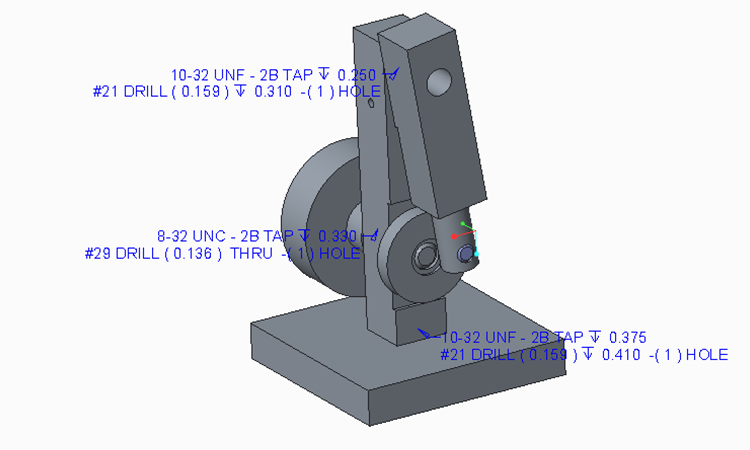 10-32 UNF - 2B TAP ↧ 0.250
#21 DRILL ( 0.159 ) ↧ 0.310 -( 1 ) HOLE
8-32 UNC - 2B TAP ↧ 0.330
#29 DRILL ( 0.136 ) THRU -( 1 ) HOLE
10-32 UNF - 2B TAP ↧ 0.375
#21 DRILL ( 0.159 ) ↧ 0.410 -( 1 ) HOLE